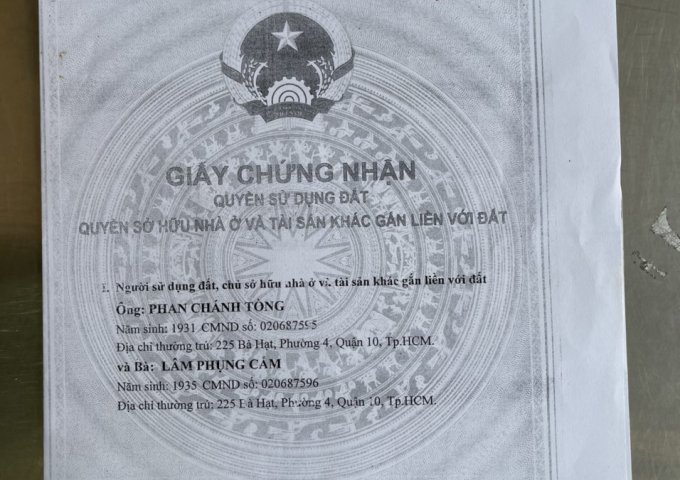 GIẤY CHỨNG NHẬN
QUYỀN SỬ DỤNG ĐẤT
QUYỀN SỞ HỮU NHÀ Ở VÀ TÀI SẢN KHÁC GẮN LIỀN VỚI ĐẤT
I. Người sử dụng đất, chủ sở hữu nhà ở và tài sản khác gắn liền với đất
Ông: PHAN CHÁNH TÒNG
Năm sinh: 1931 CMND số: 020687595
Địa chỉ thường trú: 225 Bà Hạt, Phường 4, Quận 10, Tp.HCM.
và Bà: LÂM PHỤNG CẢM
Năm sinh: 1935 CMND số: 020687596
Địa chỉ thường trú: 225 Bà Hạt, Phường 4, Quận 10, Tp.HCM.